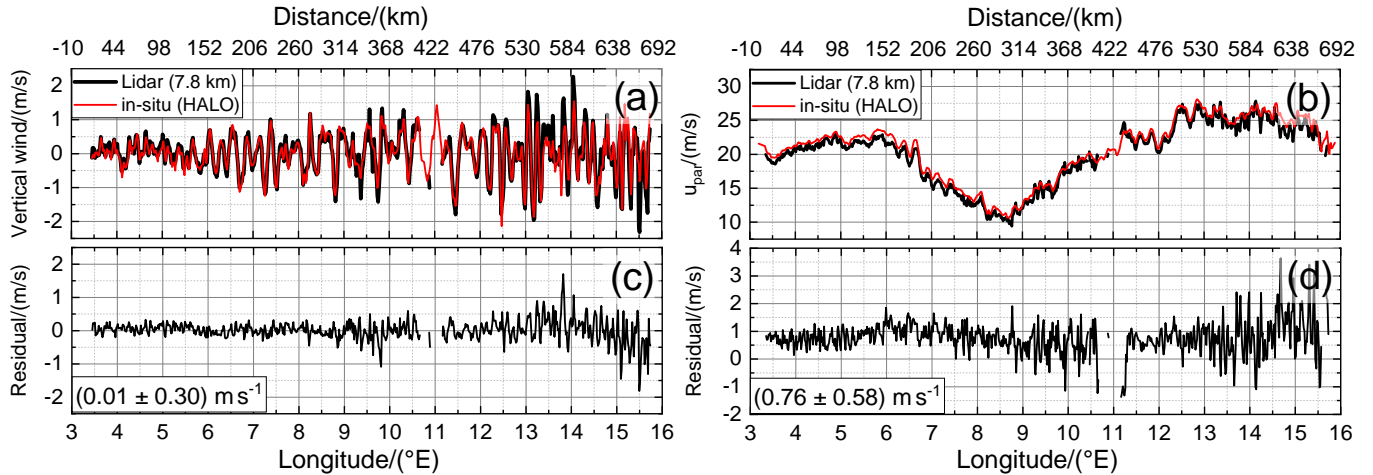 Distance/(km)
-10 44 98 152 206 260 314 368 422 476 530 584 638 692
Vertical wind/(m/s)
2
1
0
-1
-2
Lidar (7.8 km)
in-situ (HALO)
(a)
Residual/(m/s)
2
1
0
-1
-2
(c)
(0.01 ± 0.30) m s⁻¹
3 4 5 6 7 8 9 10 11 12 13 14 15 16
Longitude/(°E)
Distance/(km)
-10 44 98 152 206 260 314 368 422 476 530 584 638 692
u_par/(m/s)
30
25
20
15
10
Lidar (7.8 km)
in-situ (HALO)
(b)
Residual/(m/s)
4
3
2
1
0
-1
-2
(d)
(0.76 ± 0.58) m s⁻¹
3 4 5 6 7 8 9 10 11 12 13 14 15 16
Longitude/(°E)